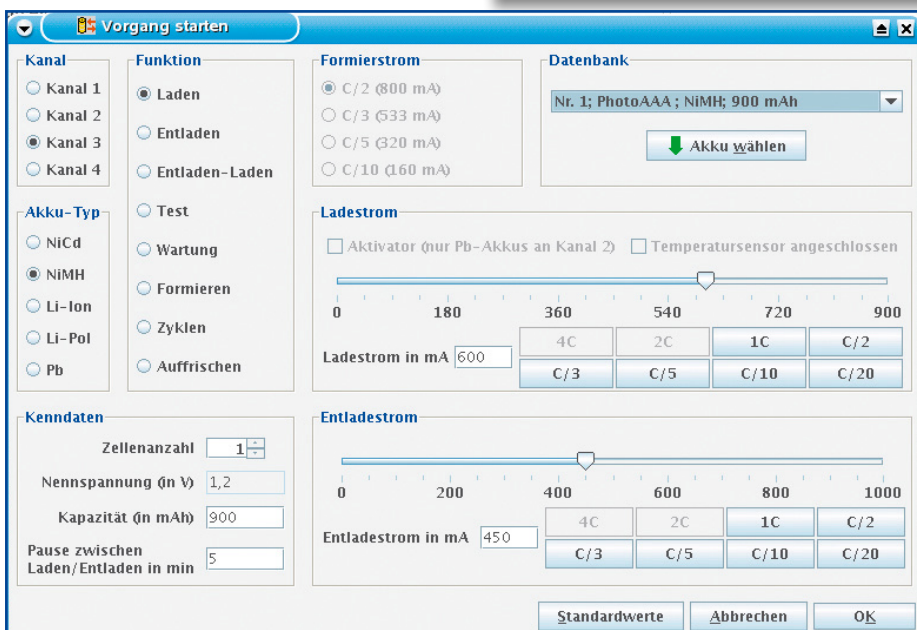 Vorgang starten
Kanal
Kanal 1
Kanal 2
Kanal 3
Kanal 4
Akku-Typ
NiCd
NiMH
Li-Ion
Li-Pol
Pb
Funktion
Laden
Entladen
Entladen-Laden
Test
Wartung
Formieren
Zyklen
Auffrischen
Formierstrom
C/2 (800 mA)
C/3 (533 mA)
C/5 (320 mA)
C/10 (160 mA)
Datenbank
Nr. 1; PhotoAAA ; NiMH; 900 mAh
Akku wählen
Ladestrom
Aktivator (nur Pb-Akkus an Kanal 2) Temperatursensor angeschlossen
0 180 360 540 720 900
Ladestrom in mA 600
4C 2C 1C C/2
C/3 C/5 C/10 C/20
Kenndaten
Zellenanzahl 1
Nennspannung (in V) 1,2
Kapazität (in mAh) 900
Pause zwischen
Laden/Entladen in min 5
Entladestrom
0 200 400 600 800 1000
Entladestrom in mA 450
4C 2C 1C C/2
C/3 C/5 C/10 C/20
Standardwerte Abbrechen OK